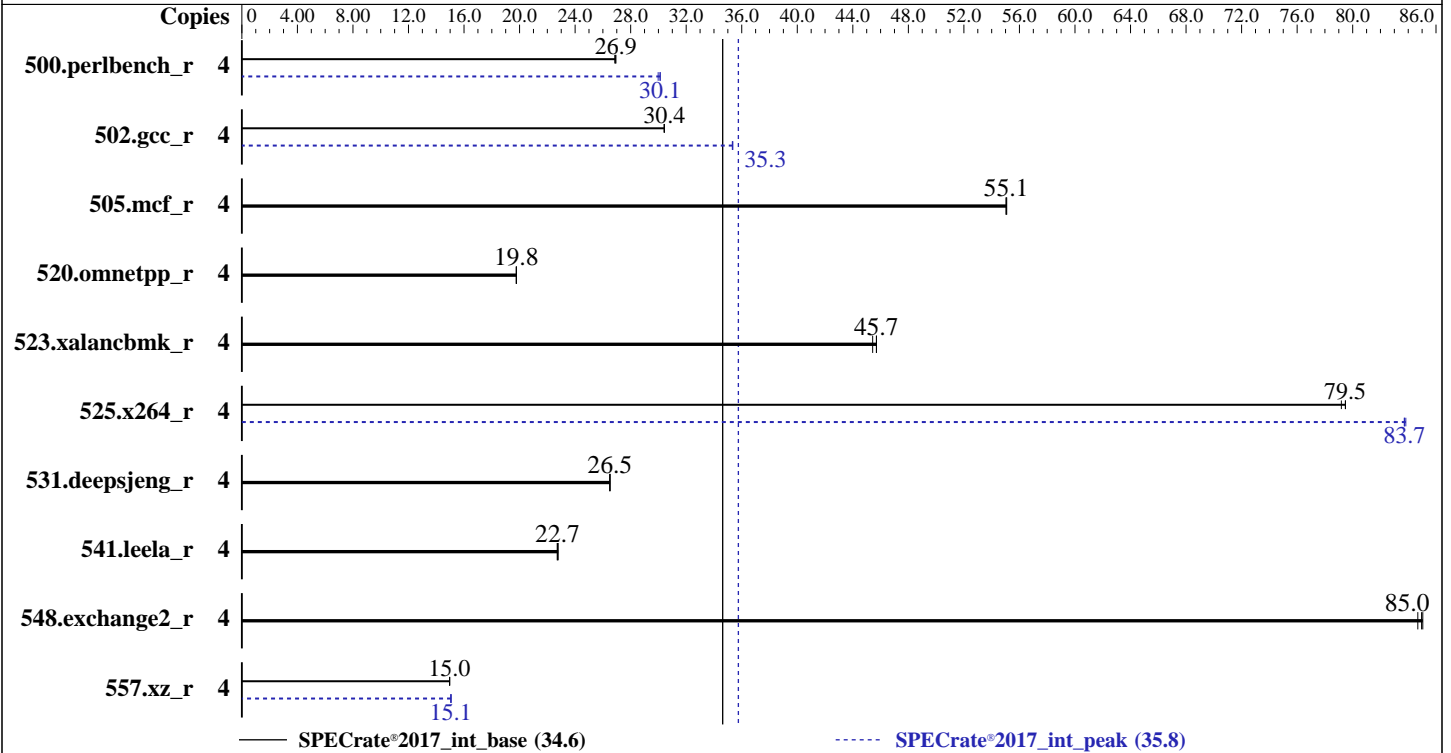 Copies 0 4.00 8.00 12.0 16.0 20.0 24.0 28.0 32.0 36.0 40.0 44.0 48.0 52.0 56.0 60.0 64.0 68.0 72.0 76.0 80.0 86.0
26.9
500.perlbench_r 4
30.1
30.4
502.gcc_r 4
35.3
55.1
505.mcf_r 4
19.8
520.omnetpp_r 4
45.7
523.xalancbmk_r 4
79.5
525.x264_r 4
83.7
26.5
531.deepsjeng_r 4
22.7
541.leela_r 4
85.0
548.exchange2_r 4
15.0
557.xz_r 4
15.1
SPECrate®2017_int_base (34.6) SPECrate®2017_int_peak (35.8)